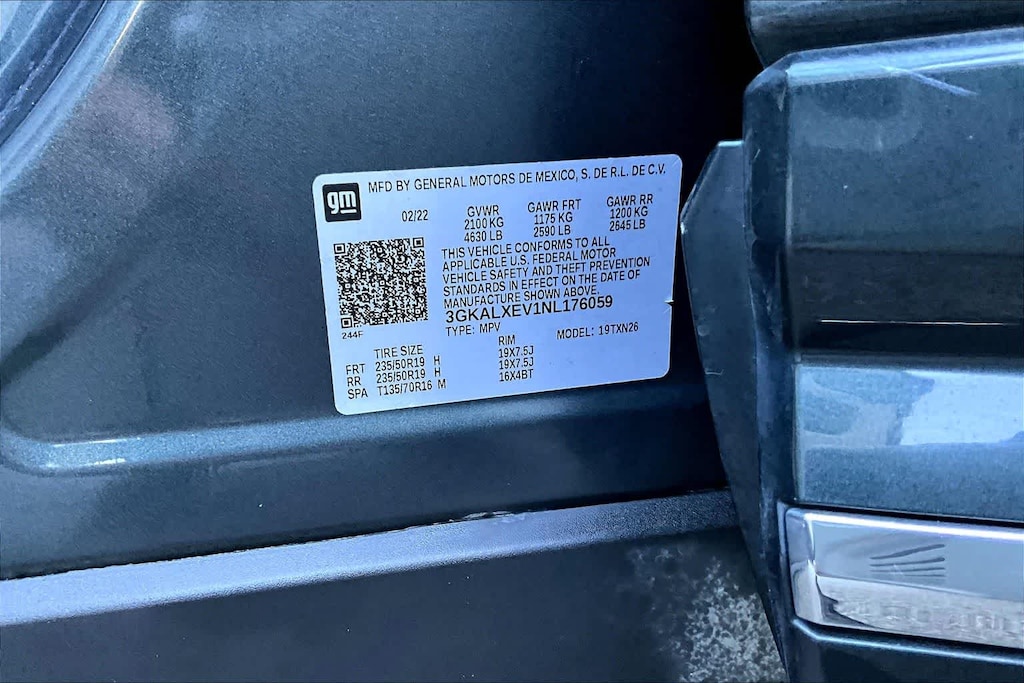 gm
MFD BY GENERAL MOTORS DE MEXICO, S. DE R.L. DE C.V.
02/22 GVWR GAWR FRT GAWR RR
2100 KG 1175 KG 1200 KG
4630 LB 2590 LB 2645 LB
THIS VEHICLE CONFORMS TO ALL
APPLICABLE U.S. FEDERAL MOTOR
VEHICLE SAFETY AND THEFT PREVENTION
STANDARDS IN EFFECT ON THE DATE OF
MANUFACTURE SHOWN ABOVE.
3GKALXEV1NL176059
244F TYPE: MPV MODEL: 19TXN26
TIRE SIZE RIM
FRT 235/50R19 H 19X7.5J
RR 235/50R19 H 19X7.5J
SPA T135/70R16 M 16X4BT